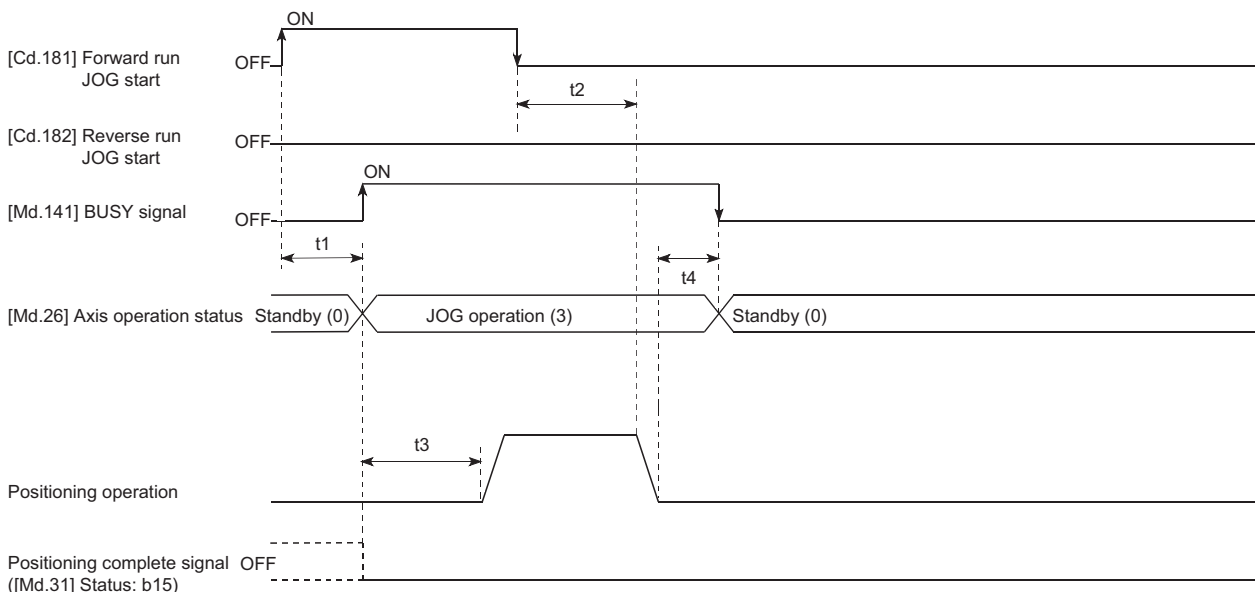 ON
[Cd.181] Forward run
JOG start
OFF
t2
[Cd.182] Reverse run
JOG start
OFF
ON
[Md.141] BUSY signal
OFF
t1
t4
[Md.26] Axis operation status
Standby (0)
JOG operation (3)
Standby (0)
t3
Positioning operation
Positioning complete signal
OFF
([Md.31] Status: b15)